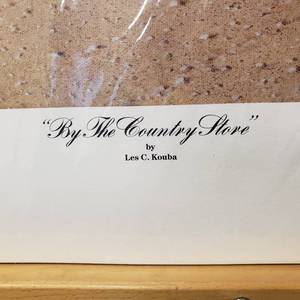 "By The Country Store"
by
Les C. Kouba